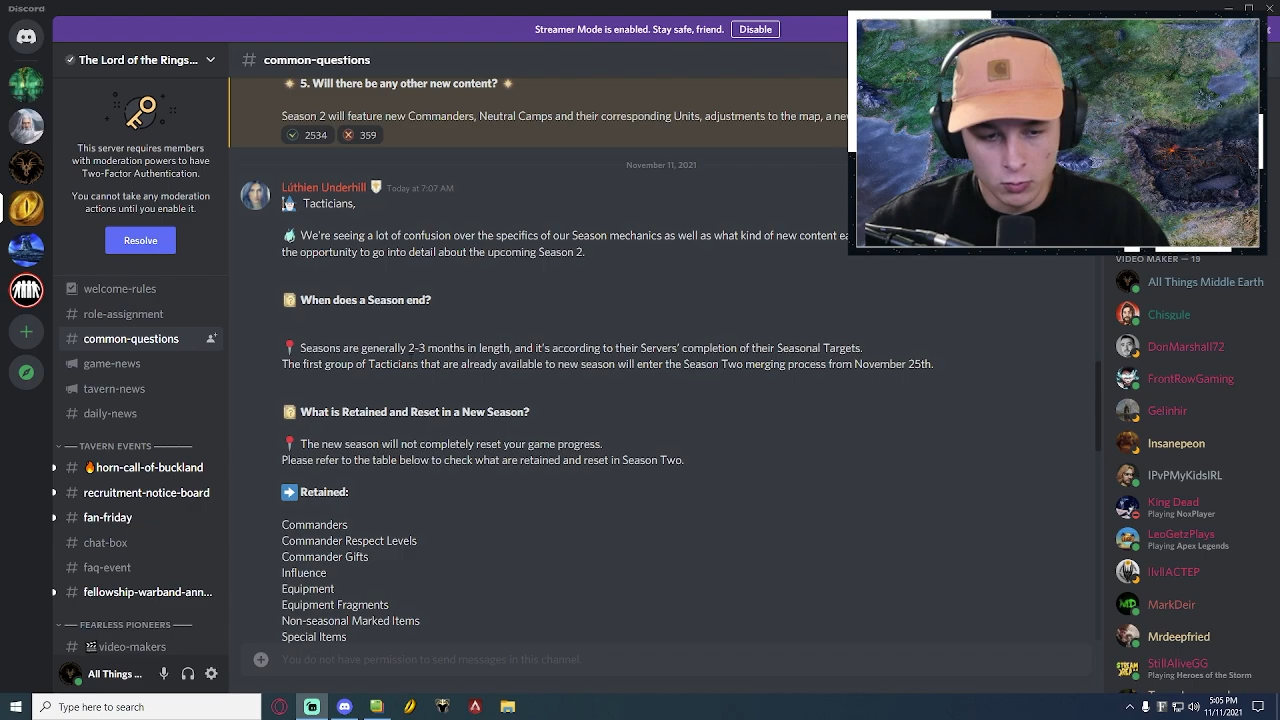 Discord
Streamer Mode is enabled. Stay safe, friend.
Disable
The Lord of the Rings...
# common-questions
This server requires members
with moderation powers to have
Two-Factor Authentication.
You cannot take any moderation
actions until you enable it.
Resolve
welcome-rules
role-assignment
common-questions
game-news
tavern-news
daily-news
TAVERN EVENTS
horn-call-of-buckland
recruitment-notice-board
fan-friday
chat-box
faq-event
fellowship-warband-an...
FEARLESS PIONEERS
video-makers
All Things ...
5. Will there be any other new content?
Season 2 will feature new Commanders, Neutral Camps and their corresponding Units, adjustments to the map, a new
2534
359
November 11, 2021
Lúthien Underhill Today at 7:07 AM
Tacticians,
We're seeing a lot of confusion over the specifics of our Season mechanics as well as what kind of new content
that you can look into in full detail about the upcoming Season 2.
When does a Season end?
Seasons are generally 2-3 months in length, and it's according to their Servers' completion of their Seasonal Targets.
The first group of Tacticians that are already available to new season will enter the Season Two merging process from November 25th.
What is Retained and Reset in a New Season?
The new season will not completely reset your game progress.
Please refer to the table below to check what are retained and reset in Season Two.
Retained:
Commanders
Commander Respect Levels
Commander Gifts
Influence
Equipment
Equipment Fragments
Non-seasonal Marked Items
Special Items
You do not have permission to send messages in this channel.
VIDEO MAKER — 19
All Things Middle Earth
Chisgule
DonMarshall72
FrontRowGaming
Gelinhir
Insanepeon
IPvPMyKidsIRL
King Dead
Playing NoxPlayer
LeoGetzPlays
Playing Apex Legends
MarkDeir
Mrdeepfried
StillAliveGG
Playing Heroes of the Storm
Type here to search
5:05 PM
11/11/2021